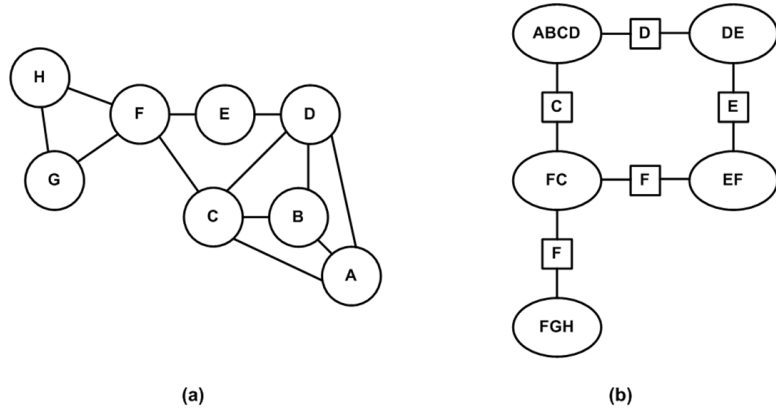 ABCD D DE
H
F E D
C E
G
FC F EF
C B
F
A
FGH
(a) (b)